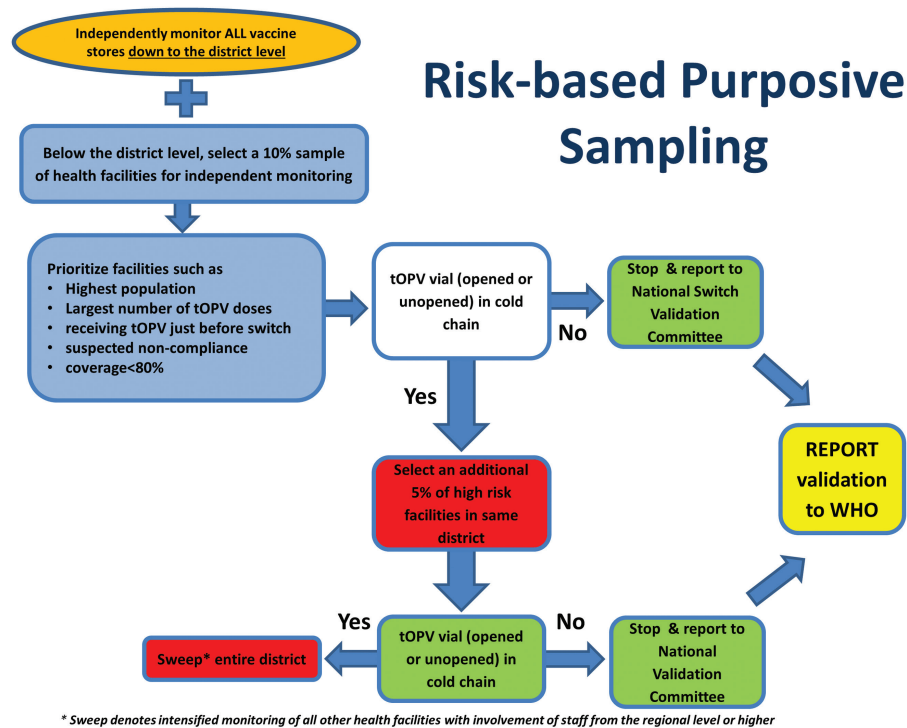 Independently monitor ALL vaccine
stores down to the district level
Risk-based Purposive
Sampling
Below the district level, select a 10% sample
of health facilities for independent monitoring
Prioritize facilities such as
• Highest population
• Largest number of tOPV doses
• receiving tOPV just before switch
• suspected non-compliance
• coverage<80%
tOPV vial (opened or
unopened) in cold
chain
No
Stop & report to
National Switch
Validation
Committee
Yes
REPORT
validation
to WHO
Select an additional
5% of high risk
facilities in same
district
Yes
No
Sweep* entire district
tOPV vial (opened
or unopened) in
cold chain
Stop & report to
National
Validation
Committee
* Sweep denotes intensified monitoring of all other health facilities with involvement of staff from the regional level or higher